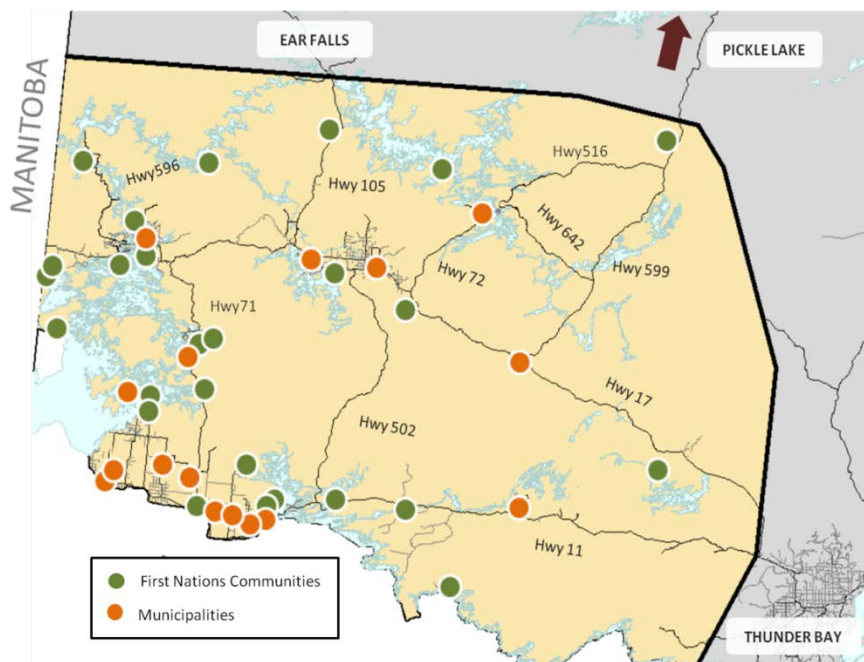 EAR FALLS
PICKLE LAKE
MANITOBA
Hwy516
Hwy596
Hwy 105
Hwy 642
Hwy 72
Hwy 599
Hwy71
Hwy 17
Hwy 502
Hwy 11
First Nations Communities
Municipalities
THUNDER BAY